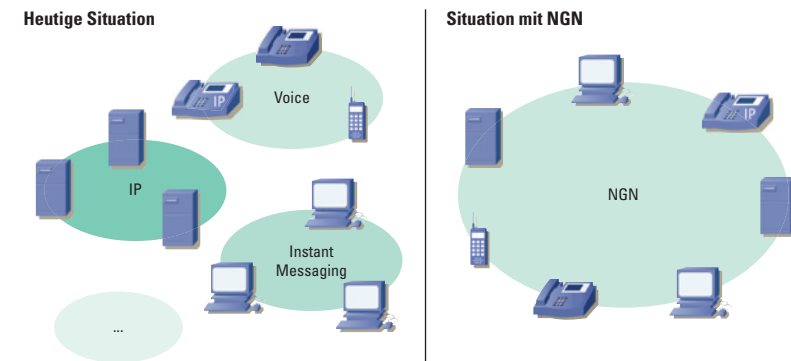 Heutige Situation
Voice
IP
IP
Instant
Messaging
...
Situation mit NGN
IP
NGN